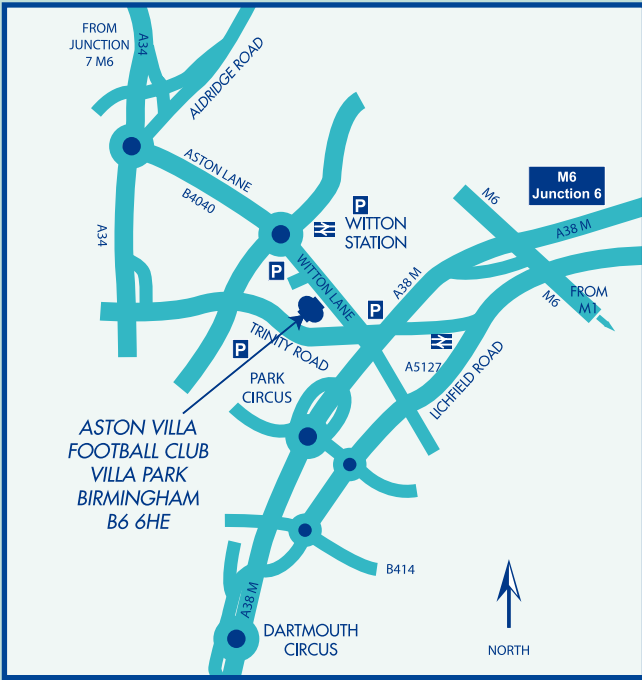 FROM
JUNCTION
7 M6
A34
ALDRIDGE ROAD
ASTON LANE
B4040
A34
P
WITTON
STATION
M6
Junction 6
M6
A38 M
A38 M
M6
FROM
M1
P
WITTON LANE
P
TRINITY ROAD
P
A5127
LICHFIELD ROAD
PARK
CIRCUS
ASTON VILLA
FOOTBALL CLUB
VILLA PARK
BIRMINGHAM
B6 6HE
B414
A38 M
DARTMOUTH
CIRCUS
NORTH